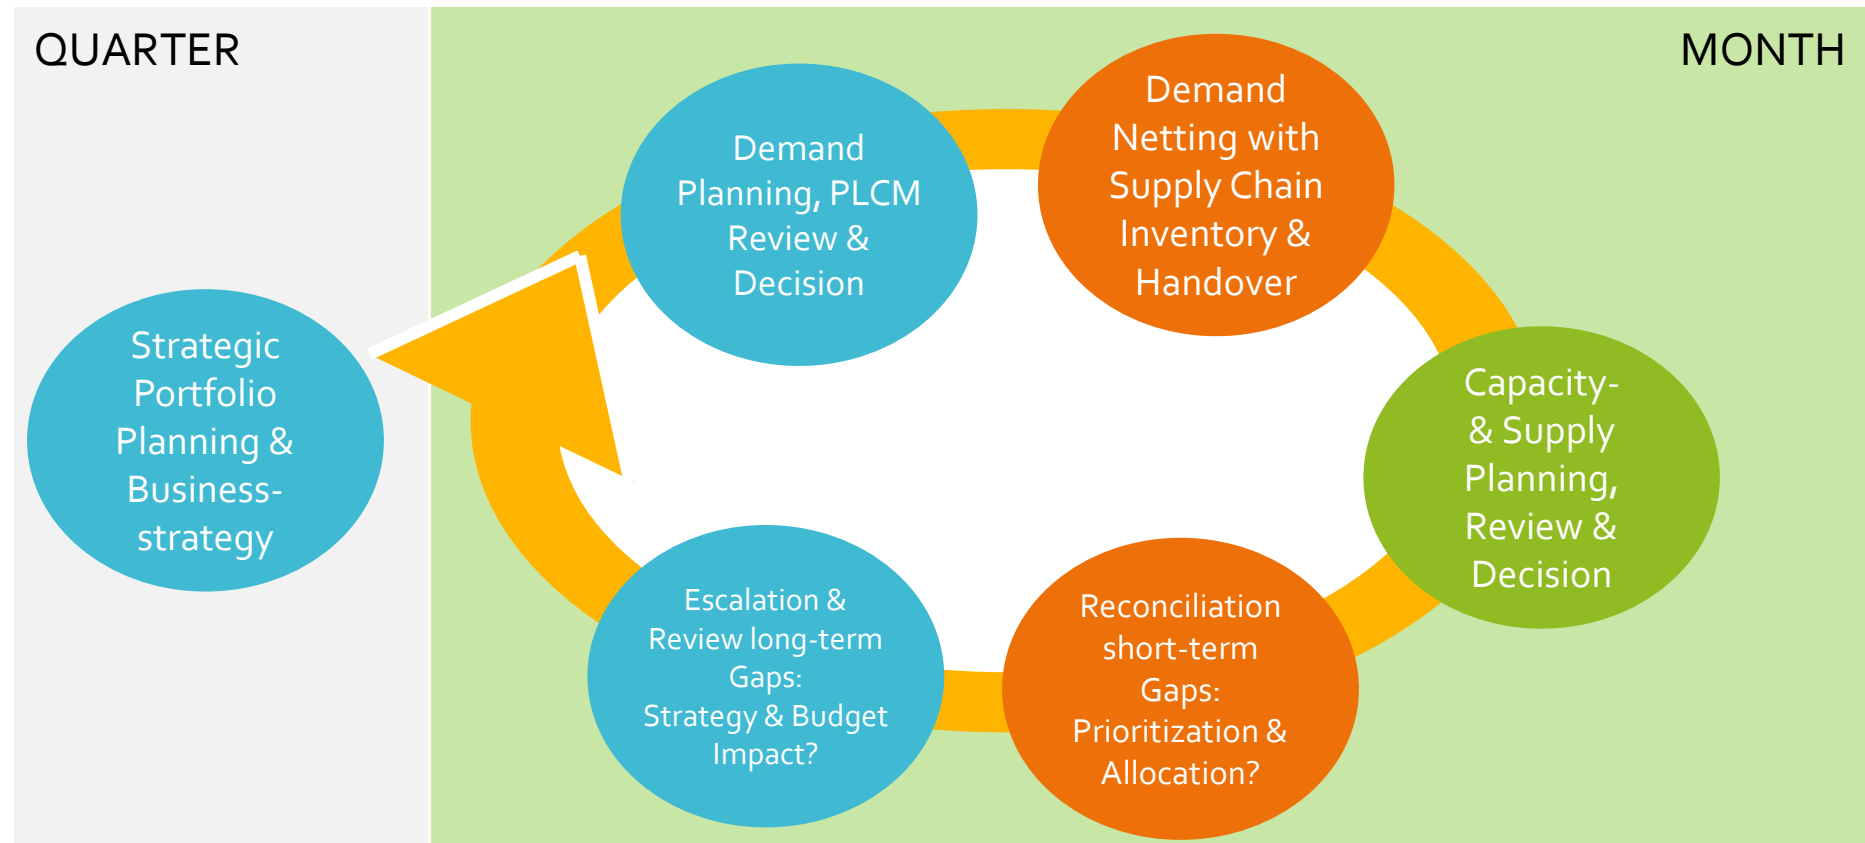 QUARTER
MONTH
Strategic
Portfolio
Planning &
Business-
strategy
Demand
Planning, PLCM
Review &
Decision
Demand
Netting with
Supply Chain
Inventory &
Handover
Capacity-
& Supply
Planning,
Review &
Decision
Reconciliation
short-term
Gaps:
Prioritization &
Allocation?
Escalation &
Review long-term
Gaps:
Strategy & Budget
Impact?